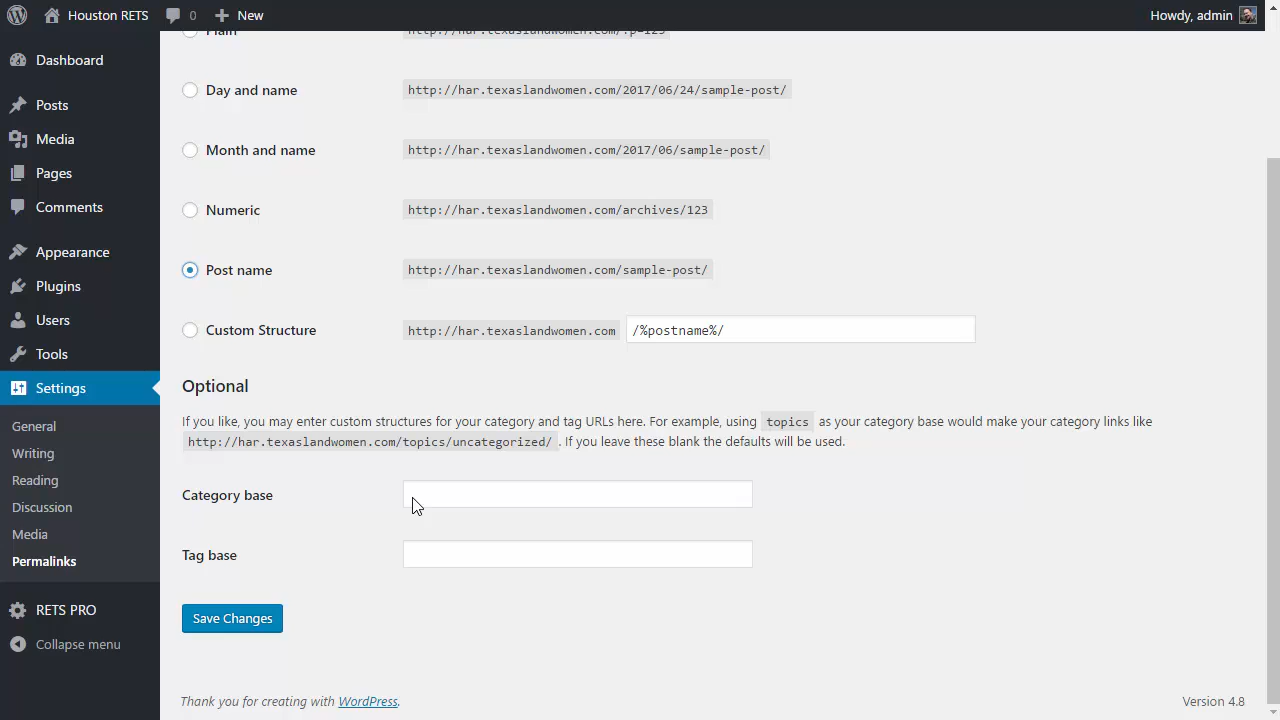 Houston RETS 0 New Howdy, admin
Dashboard
Posts
Media
Pages
Comments
Appearance
Plugins
Users
Tools
Settings
General
Writing
Reading
Discussion
Media
Permalinks
RETS PRO
Collapse menu
Plain http://har.texaslandwomen.com/?p=123
Day and name http://har.texaslandwomen.com/2017/06/24/sample-post/
Month and name http://har.texaslandwomen.com/2017/06/sample-post/
Numeric http://har.texaslandwomen.com/archives/123
Post name http://har.texaslandwomen.com/sample-post/
Custom Structure http://har.texaslandwomen.com /%postname%/
Optional
If you like, you may enter custom structures for your category and tag URLs here. For example, using topics as your category base would make your category links like
http://har.texaslandwomen.com/topics/uncategorized/ . If you leave these blank the defaults will be used.
Category base
Tag base
Save Changes
Thank you for creating with WordPress. Version 4.8